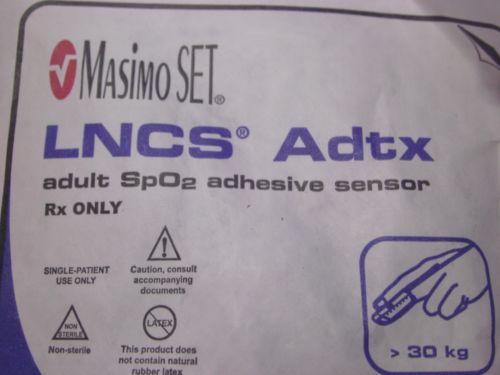 MASIMO SET®
LNCS® Adtx
adult SpO2 adhesive sensor
Rx ONLY
SINGLE-PATIENT
USE ONLY
Caution, consult
accompanying
documents
NON
STERILE
Non-sterile
LATEX
This product does
not contain natural
rubber latex
> 30 kg